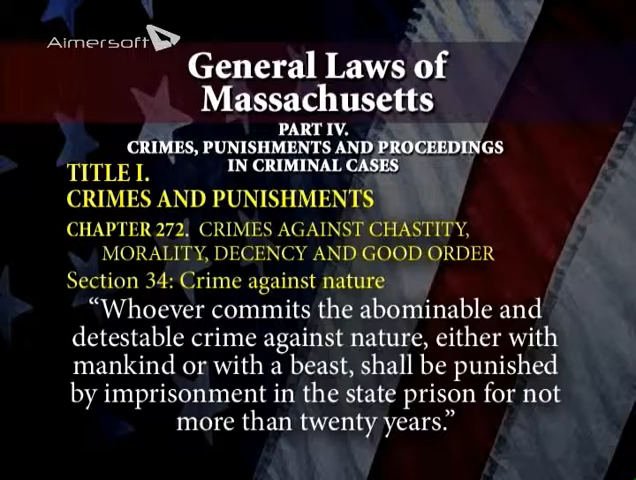 Aimersoft
General Laws of
Massachusetts
PART IV.
CRIMES, PUNISHMENTS AND PROCEEDINGS
IN CRIMINAL CASES
TITLE I.
CRIMES AND PUNISHMENTS
CHAPTER 272. CRIMES AGAINST CHASTITY,
MORALITY, DECENCY AND GOOD ORDER
Section 34: Crime against nature
“Whoever commits the abominable and
detestable crime against nature, either with
mankind or with a beast, shall be punished
by imprisonment in the state prison for not
more than twenty years.”